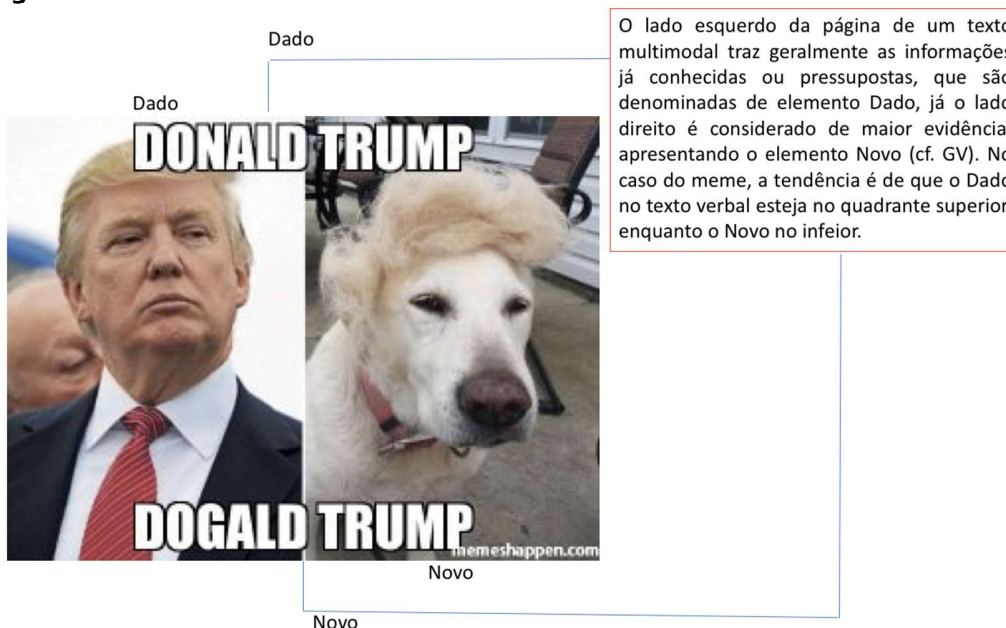 Dado
O lado esquerdo da página de um texto
multimodal traz geralmente as informações
já conhecidas ou pressupostas, que são
denominadas de elemento Dado, já o lado
direito é considerado de maior evidência
apresentando o elemento Novo (cf. GV). No
caso do meme, a tendência é de que o Dado
no texto verbal esteja no quadrante superior
enquanto o Novo no infeior.
Dado
DONALD TRUMP
DOGALD TRUMP
memeshappen.com
Novo
Novo